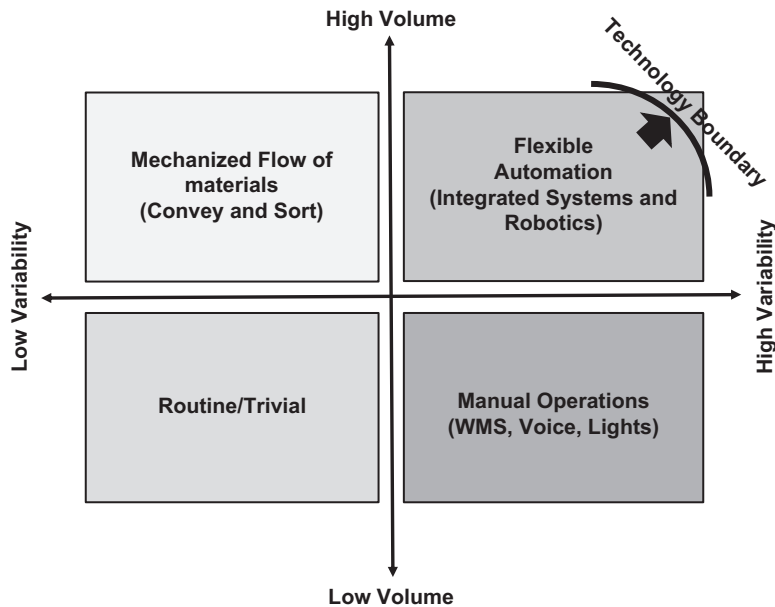 High Volume
Technology Boundary
Mechanized Flow of
materials
(Convey and Sort)
Flexible
Automation
(Integrated Systems and
Robotics)
Low Variability
High Variability
Routine/Trivial
Manual Operations
(WMS, Voice, Lights)
Low Volume